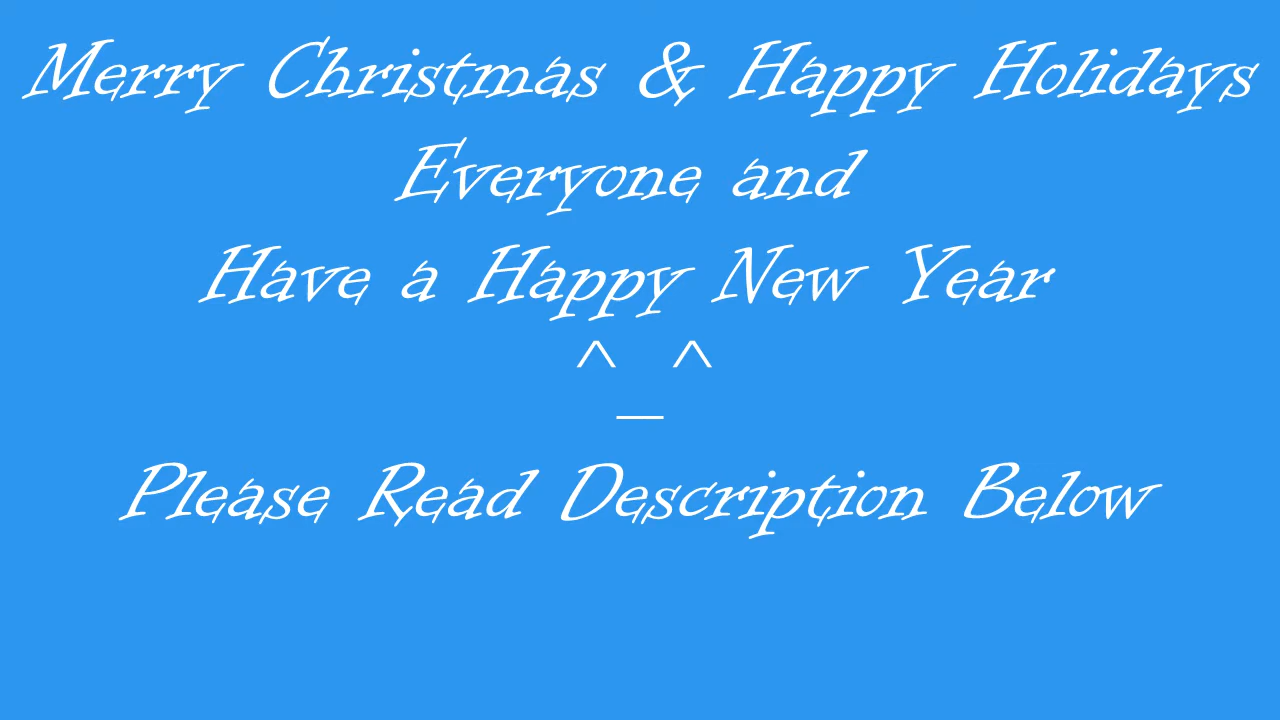 Merry Christmas & Happy Holidays
Everyone and
Have a Happy New Year
^ ^
_
Please Read Description Below